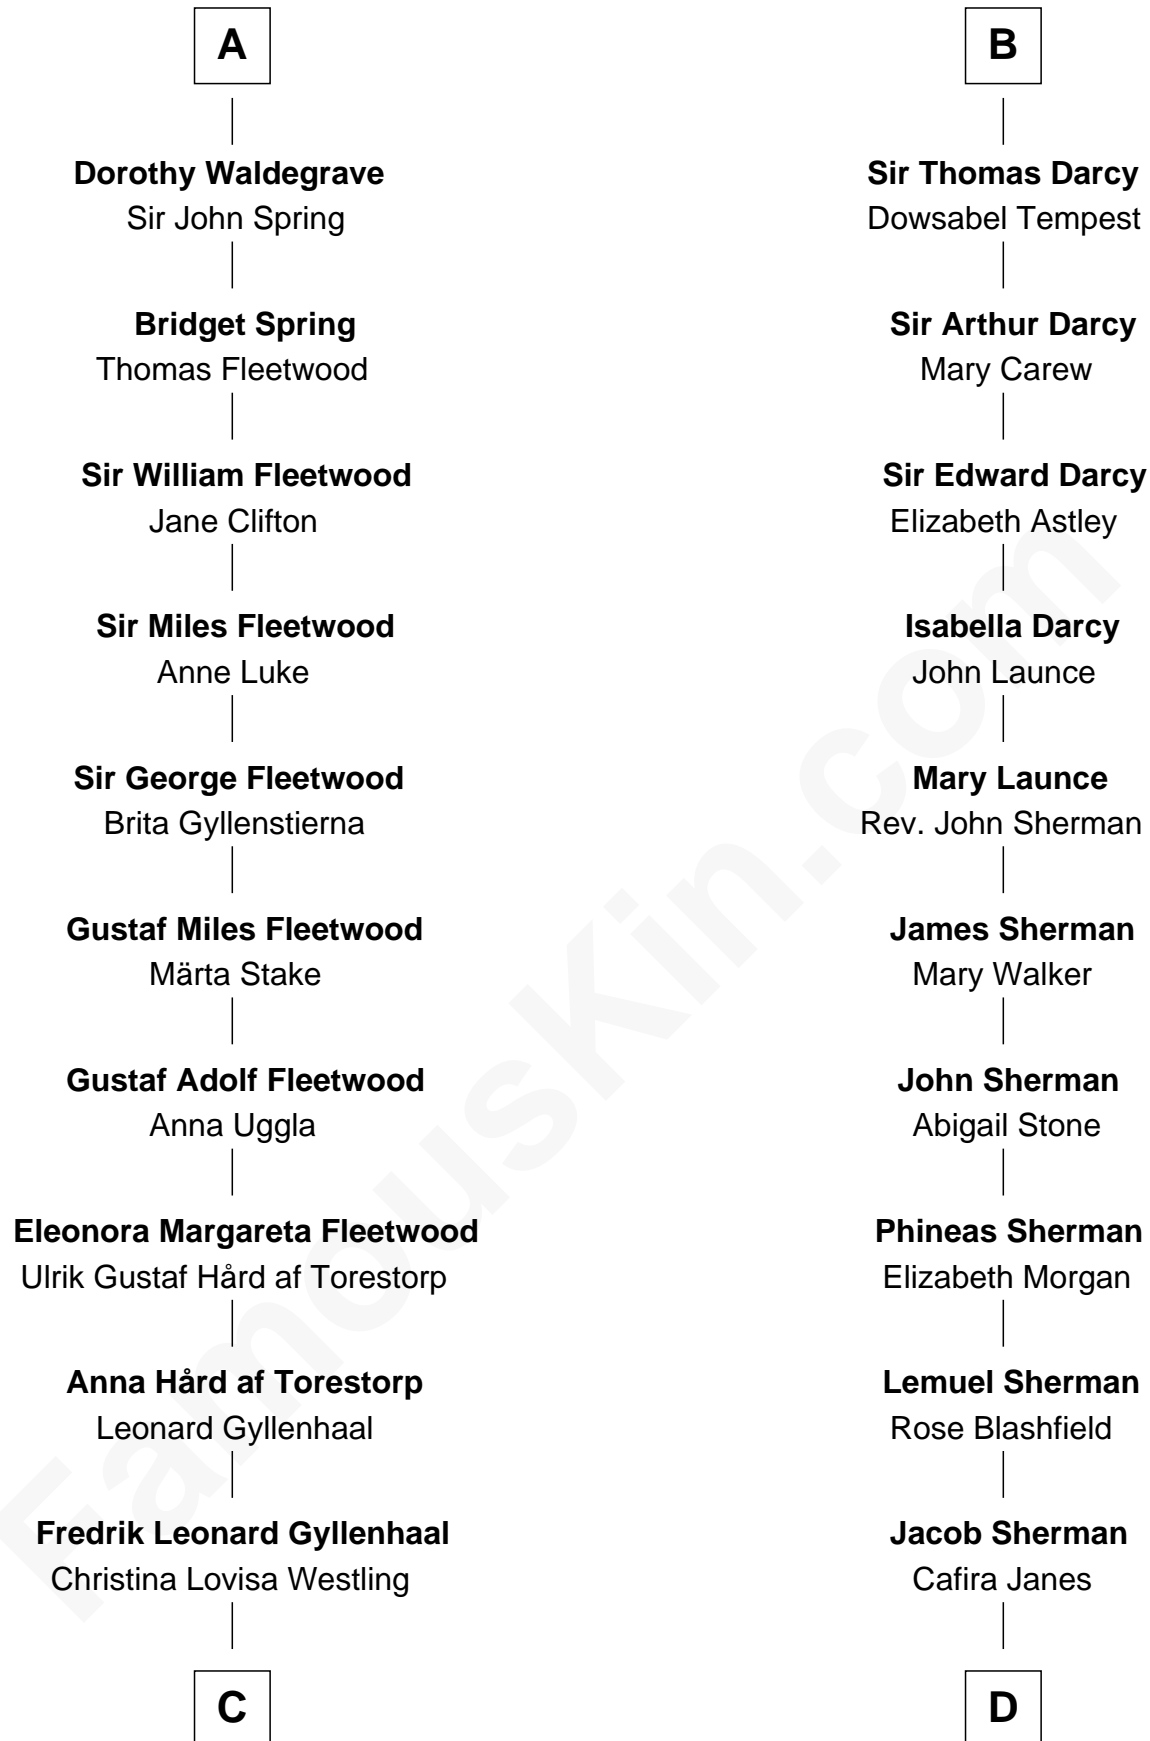 A
Dorothy Waldegrave
Sir John Spring
Bridget Spring
Thomas Fleetwood
Sir William Fleetwood
Jane Clifton
Sir Miles Fleetwood
Anne Luke
Sir George Fleetwood
Brita Gyllenstierna
Gustaf Miles Fleetwood
Märta Stake
Gustaf Adolf Fleetwood
Anna Uggla
Eleonora Margareta Fleetwood
Ulrik Gustaf Hård af Torestorp
Anna Hård af Torestorp
Leonard Gyllenhaal
Fredrik Leonard Gyllenhaal
Christina Lovisa Westling
C
B
Sir Thomas Darcy
Dowsabel Tempest
Sir Arthur Darcy
Mary Carew
Sir Edward Darcy
Elizabeth Astley
Isabella Darcy
John Launce
Mary Launce
Rev. John Sherman
James Sherman
Mary Walker
John Sherman
Abigail Stone
Phineas Sherman
Elizabeth Morgan
Lemuel Sherman
Rose Blashfield
Jacob Sherman
Cafira Janes
D
FamousKin.com